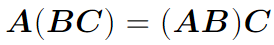 A(BC) = (AB)C